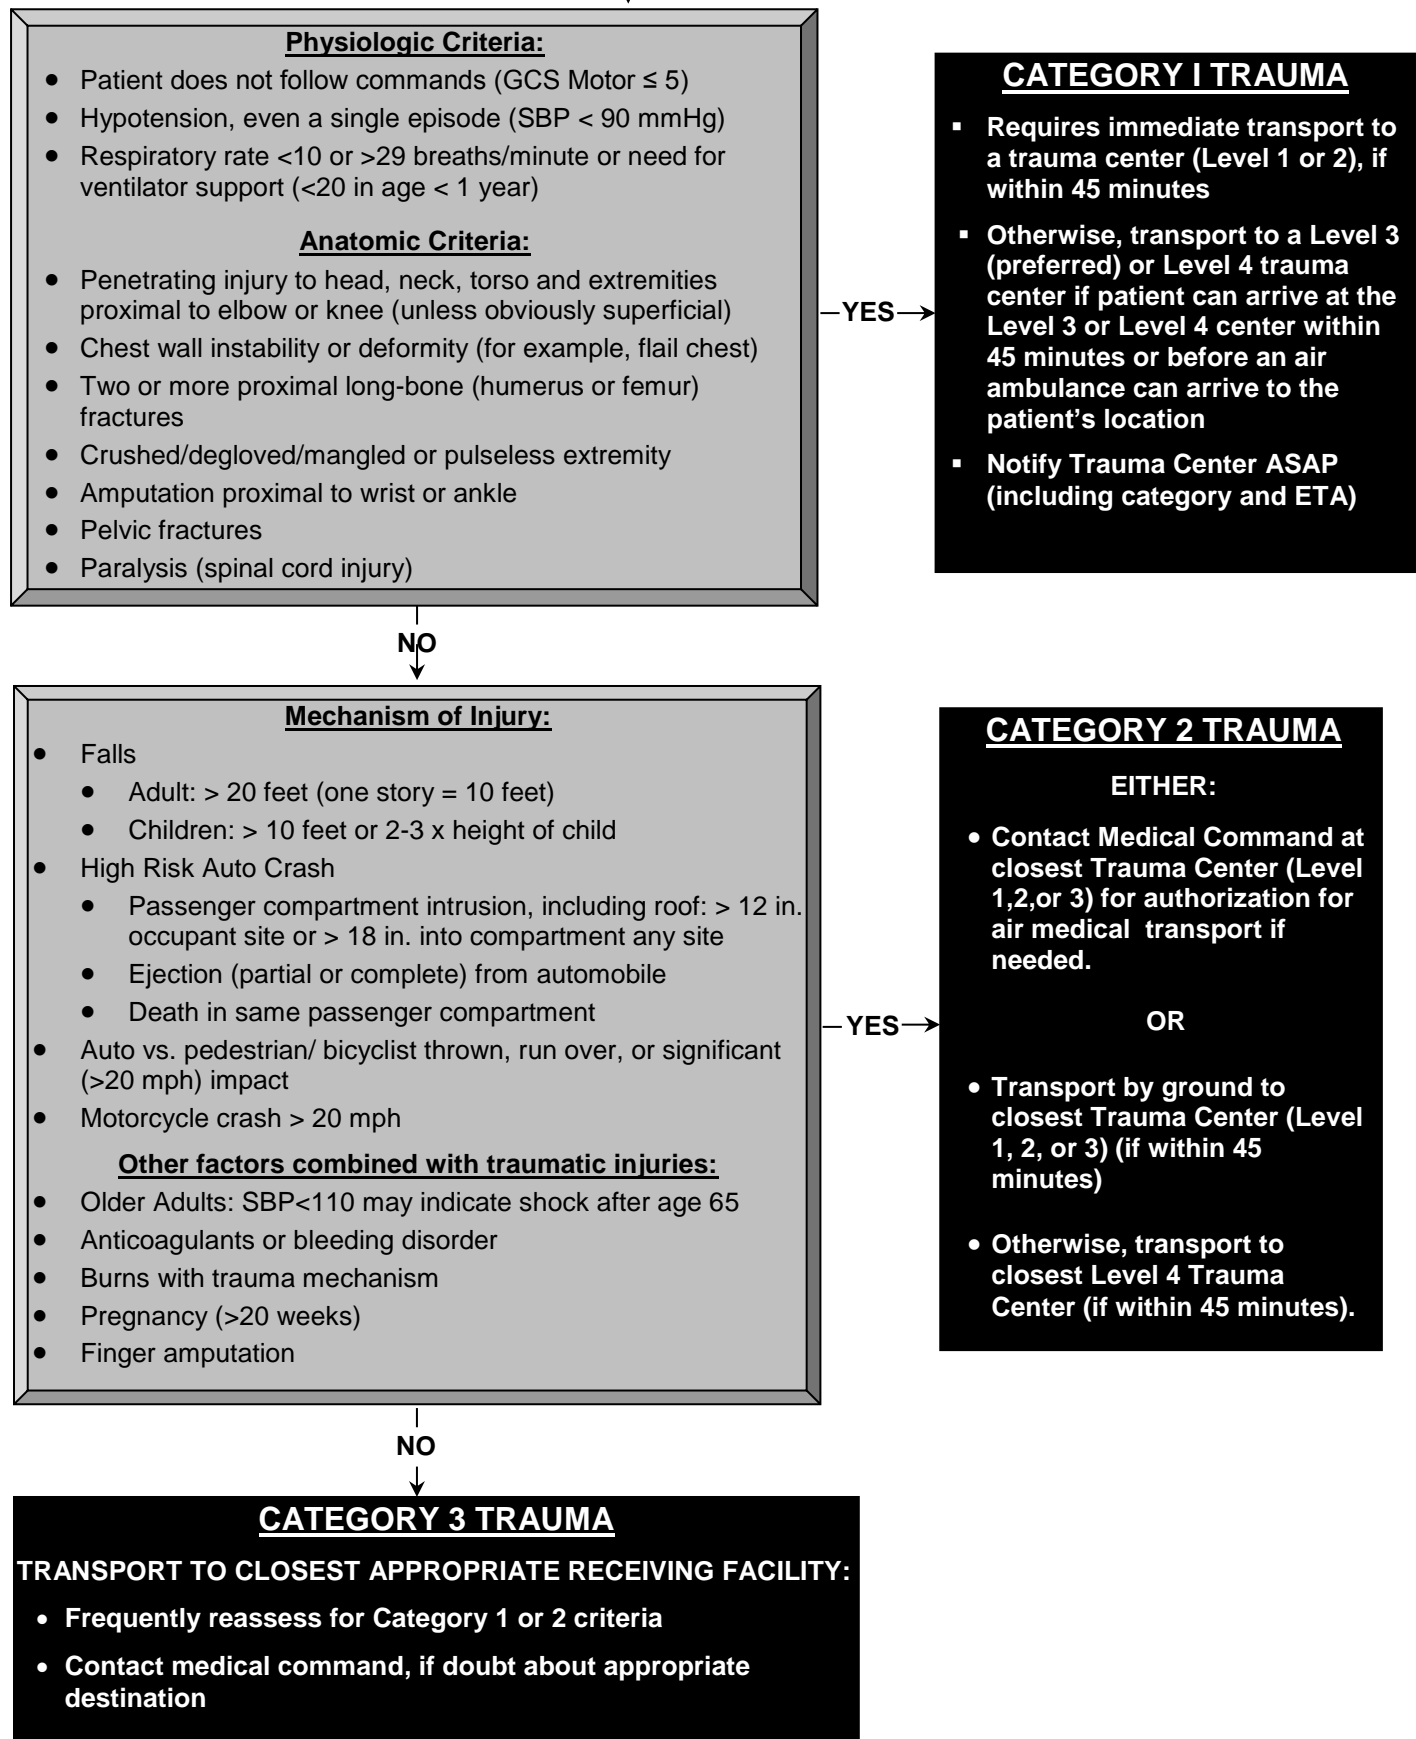 Physiologic Criteria:
• Patient does not follow commands (GCS Motor ≤ 5)
• Hypotension, even a single episode (SBP < 90 mmHg)
• Respiratory rate <10 or >29 breaths/minute or need for
ventilator support (<20 in age < 1 year)
Anatomic Criteria:
• Penetrating injury to head, neck, torso and extremities
proximal to elbow or knee (unless obviously superficial)
• Chest wall instability or deformity (for example, flail chest)
• Two or more proximal long-bone (humerus or femur)
fractures
• Crushed/degloved/mangled or pulseless extremity
• Amputation proximal to wrist or ankle
• Pelvic fractures
• Paralysis (spinal cord injury)
YES
CATEGORY I TRAUMA
▪ Requires immediate transport to
a trauma center (Level 1 or 2), if
within 45 minutes
▪ Otherwise, transport to a Level 3
(preferred) or Level 4 trauma
center if patient can arrive at the
Level 3 or Level 4 center within
45 minutes or before an air
ambulance can arrive to the
patient’s location
▪ Notify Trauma Center ASAP
(including category and ETA)
NO
Mechanism of Injury:
• Falls
• Adult: > 20 feet (one story = 10 feet)
• Children: > 10 feet or 2-3 x height of child
• High Risk Auto Crash
• Passenger compartment intrusion, including roof: > 12 in.
occupant site or > 18 in. into compartment any site
• Ejection (partial or complete) from automobile
• Death in same passenger compartment
• Auto vs. pedestrian/ bicyclist thrown, run over, or significant
(>20 mph) impact
• Motorcycle crash > 20 mph
Other factors combined with traumatic injuries:
• Older Adults: SBP<110 may indicate shock after age 65
• Anticoagulants or bleeding disorder
• Burns with trauma mechanism
• Pregnancy (>20 weeks)
• Finger amputation
YES
CATEGORY 2 TRAUMA
EITHER:
• Contact Medical Command at
closest Trauma Center (Level
1,2,or 3) for authorization for
air medical transport if
needed.
OR
• Transport by ground to
closest Trauma Center (Level
1, 2, or 3) (if within 45
minutes)
• Otherwise, transport to
closest Level 4 Trauma
Center (if within 45 minutes).
NO
CATEGORY 3 TRAUMA
TRANSPORT TO CLOSEST APPROPRIATE RECEIVING FACILITY:
• Frequently reassess for Category 1 or 2 criteria
• Contact medical command, if doubt about appropriate
destination